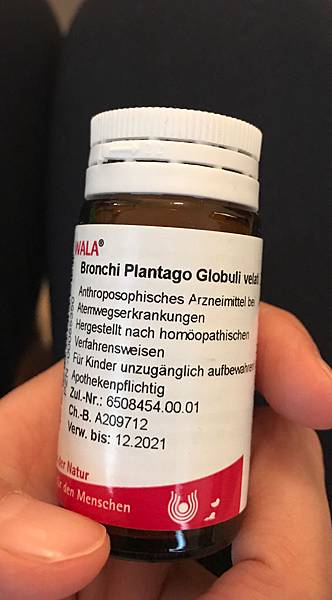 WALA®
Bronchi Plantago Globuli velati
Anthroposophisches Arzneimittel bei
Atemwegserkrankungen
Hergestellt nach homöopathischen
Verfahrensweisen
Für Kinder unzugänglich aufbewahren
Apothekenpflichtig
Zul.-Nr.: 6508454.00.01
Ch.-B. A209712
Verw. bis: 12.2021
der Natur
für den Menschen